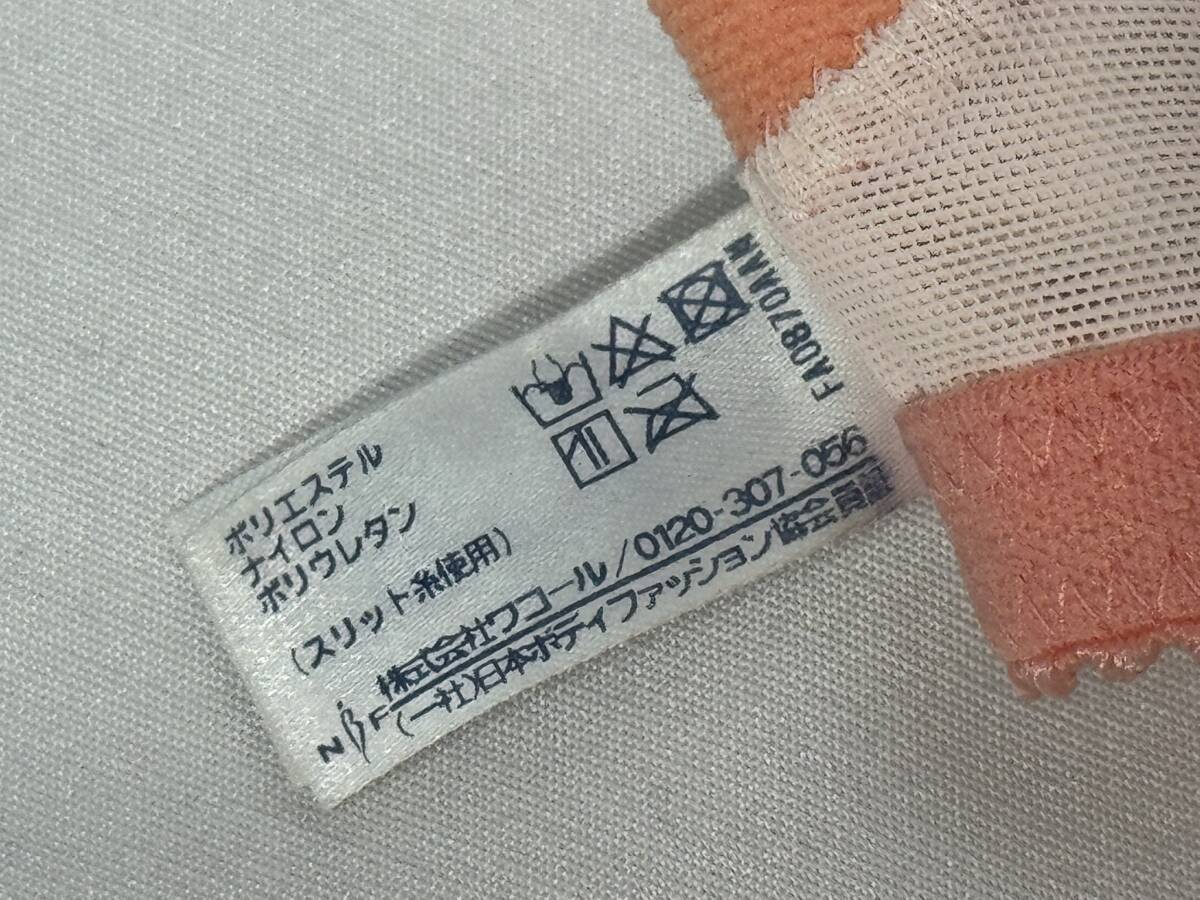 FA0870AAN
ポリエステル
ナイロン
ポリウレタン
(スリット糸使用)
株式会社ワコール/0120-307-056
NBF (一社)日本ボディファッション協会員